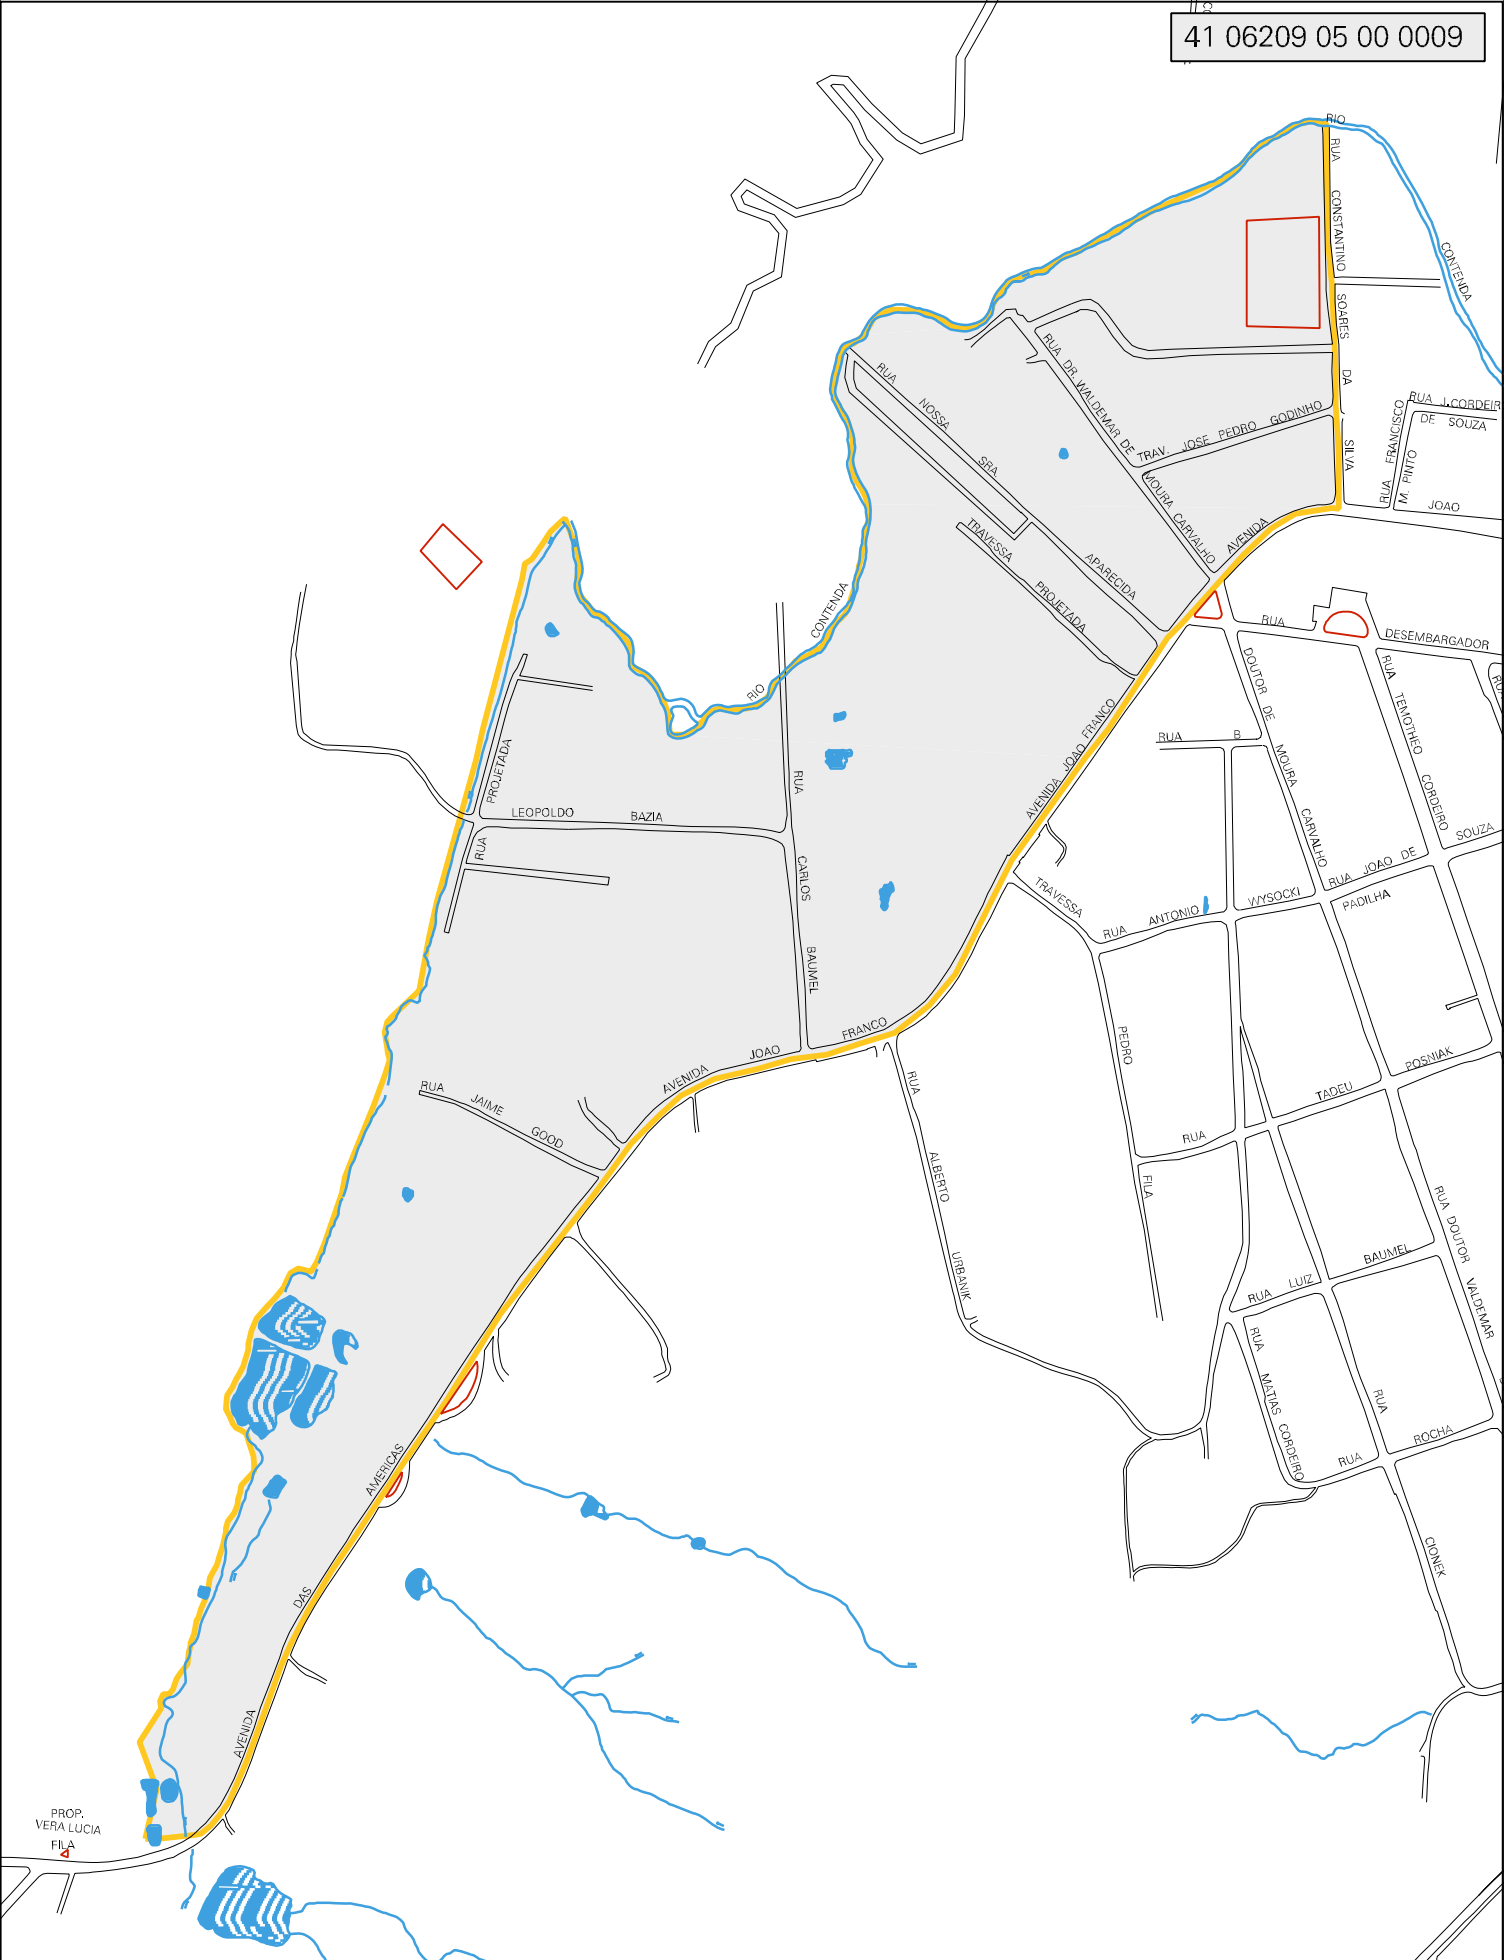 41 06209 05 00 0009
RIO
RUA
CONSTANTINO
SOARES
DA
SILVA
CONTENDA
RUA J.CORDEIR
DE SOUZA
RUA FRANCISCO
M. PINTO
JOAO
RUA DR. WALDEMAR DE
MOURA CARVALHO
TRAV. JOSE PEDRO GODINHO
AVENIDA
RUA
NOSSA
SRA
APARECIDA
TRAVESSA
PROJETADA
CONTENDA
RIO
RUA
DESEMBARGADOR
DOUTOR DE
MOURA
CARVALHO
RUA
TEMOTHEO
CORDEIRO
RUA B
AVENIDA JOAO FRANCO
PROJETADA
LEOPOLDO BAZIA
RUA
RUA
CARLOS
BAUMEL
SOUZA
RUA JOAO DE
PADILHA
TRAVESSA
RUA ANTONIO WYSOCKI
PEDRO
FILA
AVENIDA JOAO FRANCO
RUA
JAIME
GOOD
RUA
ALBERTO
URBANIK
POSNIAK
TADEU
RUA
RUA DOUTOR
VALDEMAR
BAUMEL
RUA LUIZ
RUA
MATIAS CORDEIRO
RUA
ROCHA
RUA
CIONEK
AMERICAS
DAS
AVENIDA
PROP.
VERA LUCIA
FILA